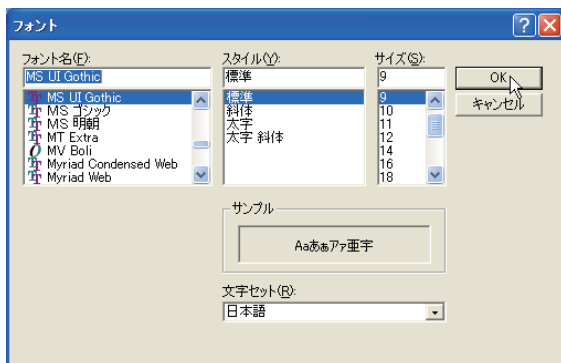 フォント
フォント名(F):
MS UI Gothic
MS UI Gothic
MS ゴシック
MS 明朝
MT Extra
MV Boli
Myriad Condensed Web
Myriad Web
スタイル(Y):
標準
標準
斜体
太字
太字 斜体
サイズ(S):
9
9
10
11
12
14
16
18
OK
キャンセル
サンプル
Aaあぁアァ亜宇
文字セット(R):
日本語